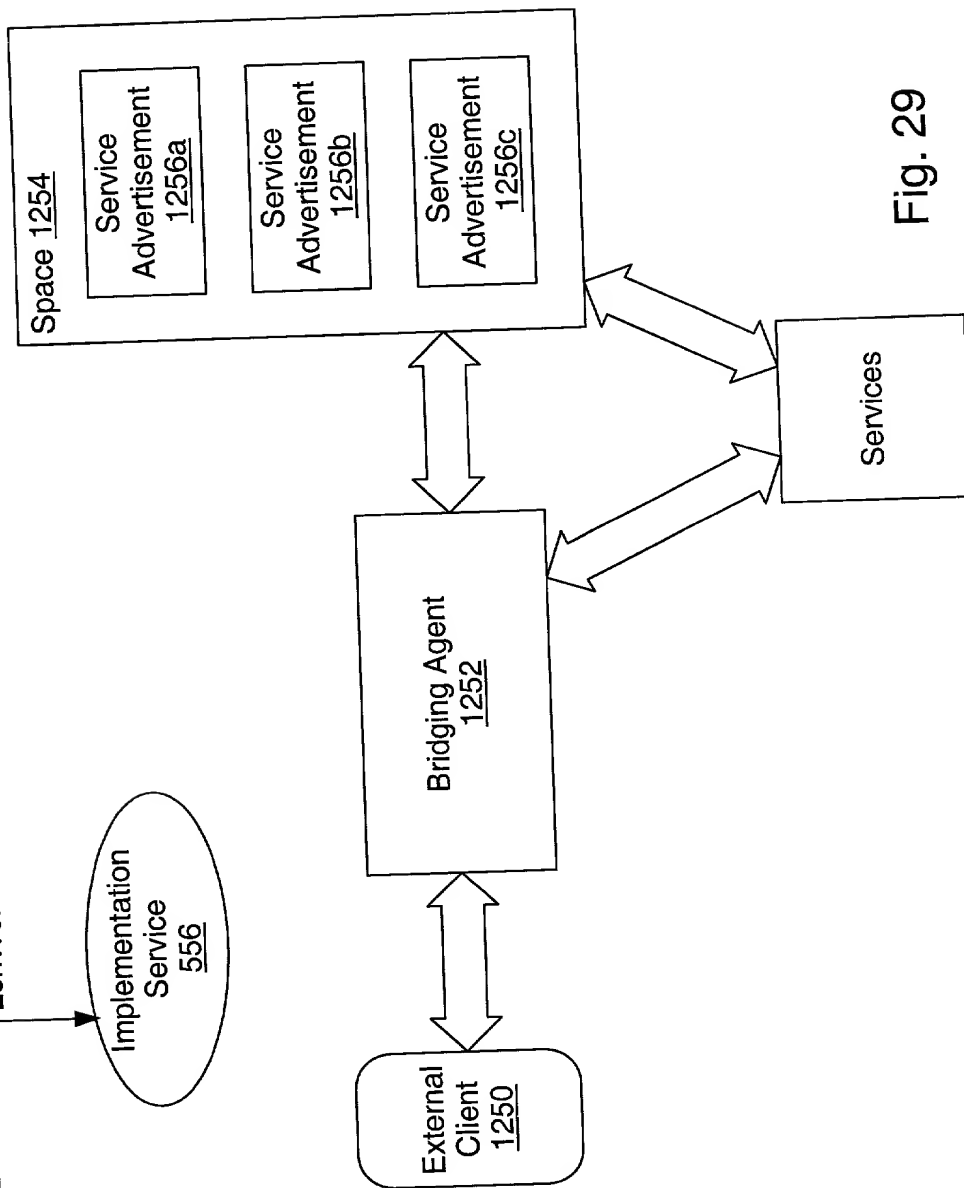 Space 1254
Service
Advertisement
1256a
Service
Advertisement
1256b
Service
Advertisement
1256c
Bridging Agent
1252
External
Client
1250
Services
Implementation
Service
556
Fig. 29